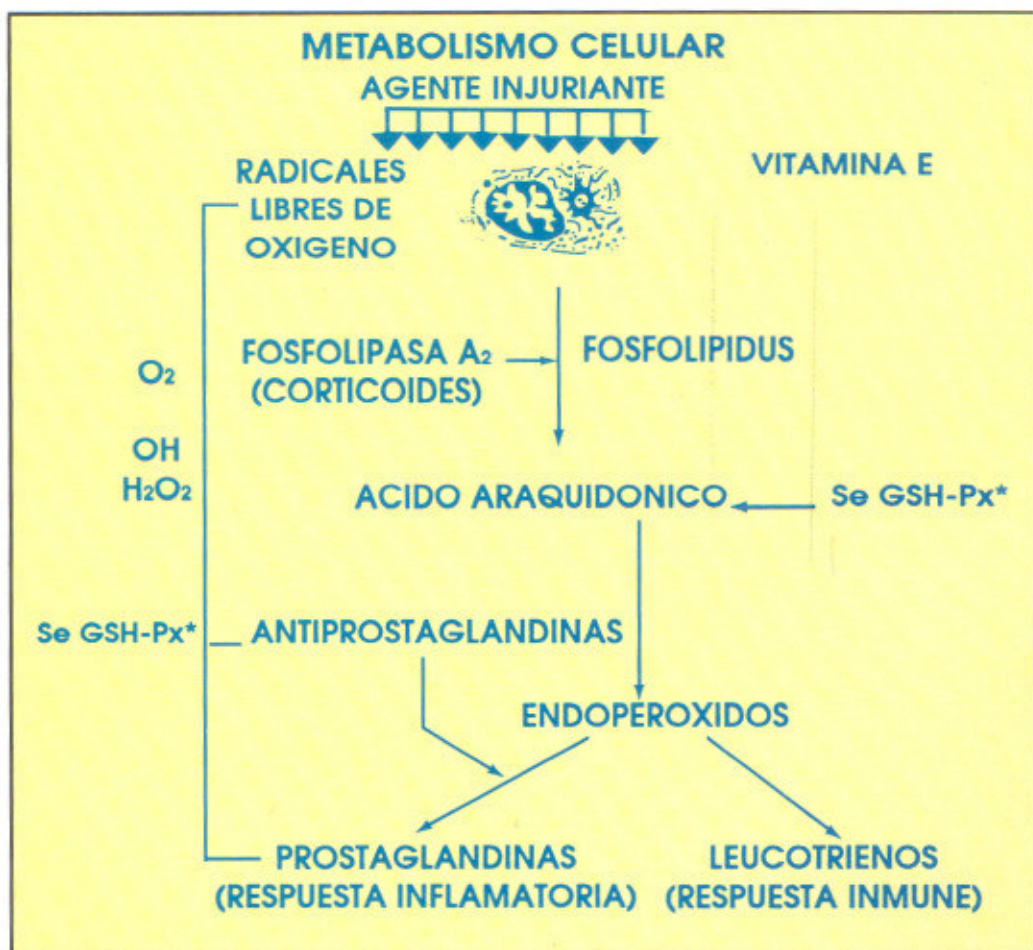 METABOLISMO CELULAR
AGENTE INJURIANTE
RADICALES
LIBRES DE
OXIGENO
VITAMINA E
FOSFOLIPASA A₂
(CORTICOIDES)
FOSFOLIPIDUS
O₂
OH
H₂O₂
ACIDO ARAQUIDONICO
Se GSH-Px*
Se GSH-Px*
ANTIPROSTAGLANDINAS
ENDOPEROXIDOS
PROSTAGLANDINAS
(RESPUESTA INFLAMATORIA)
LEUCOTRIENOS
(RESPUESTA INMUNE)